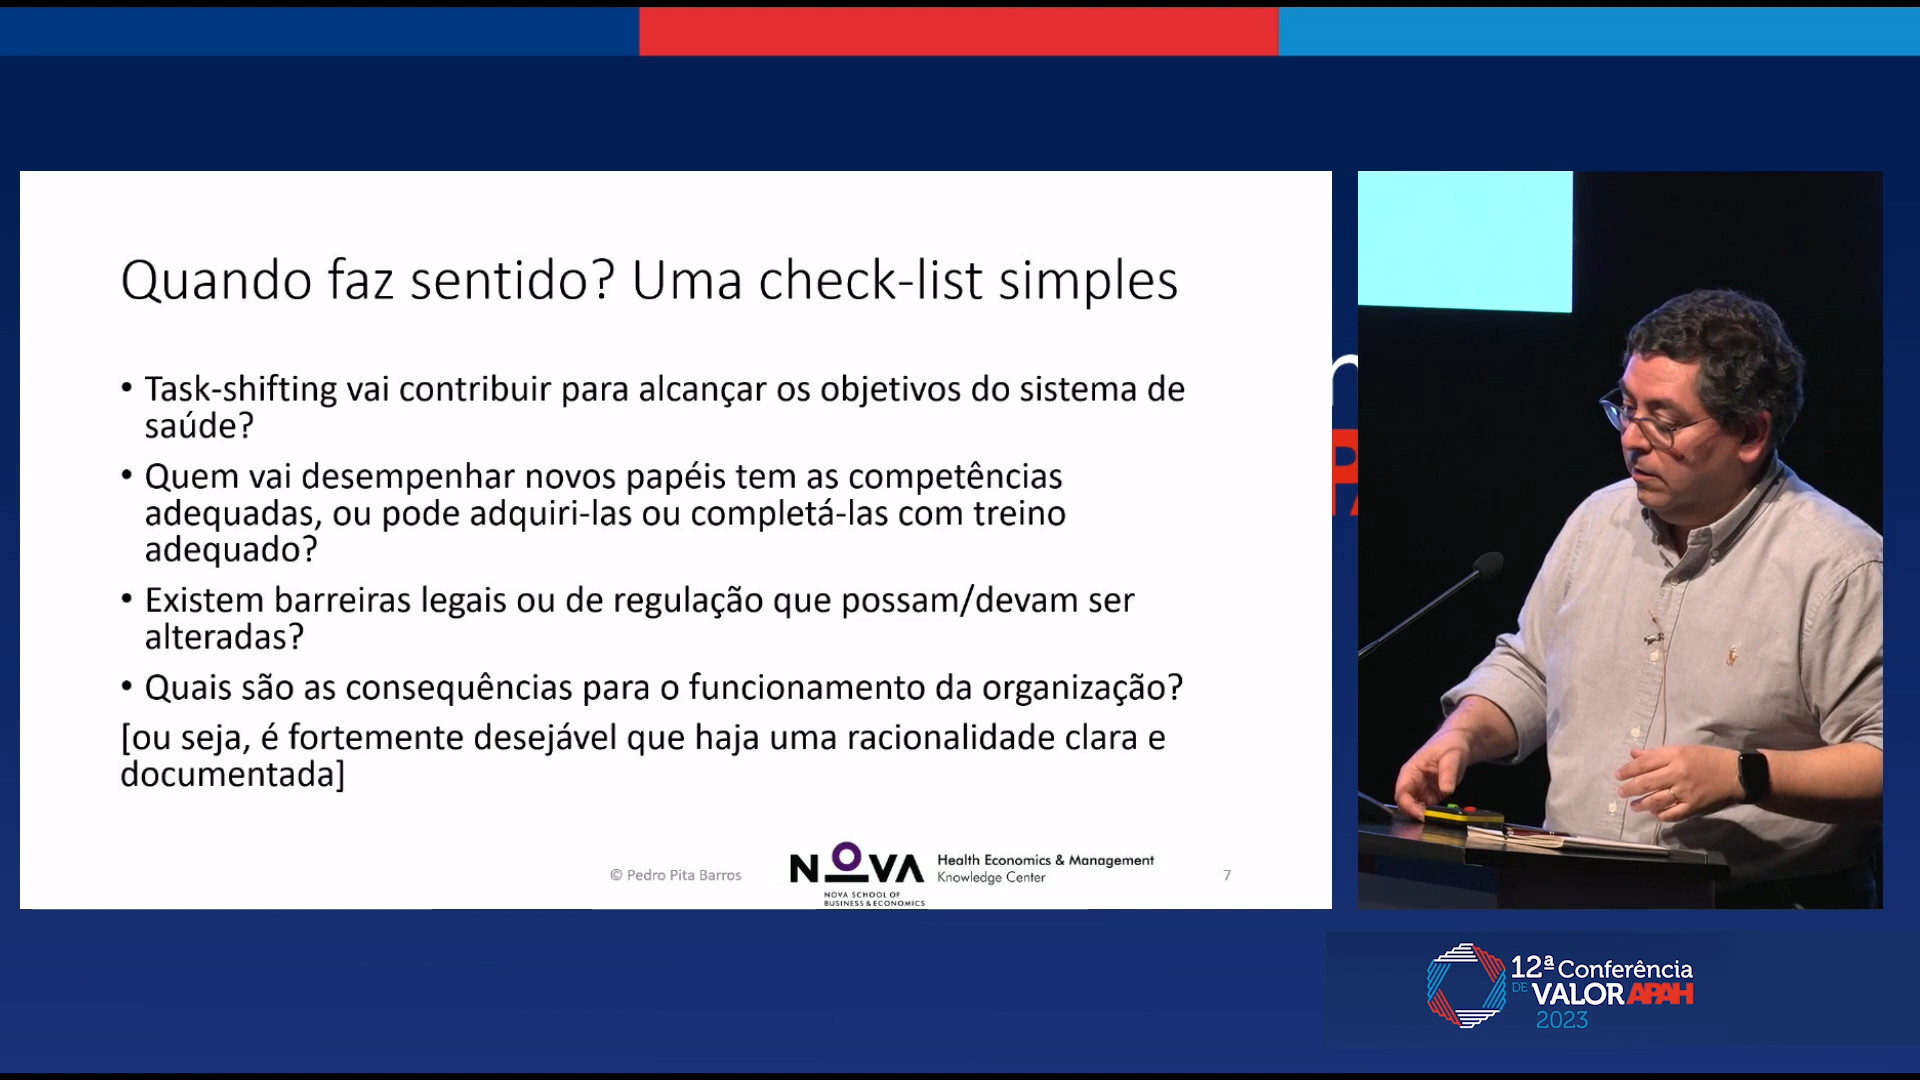 Quando faz sentido? Uma check-list simples
• Task-shifting vai contribuir para alcançar os objetivos do sistema de
saúde?
• Quem vai desempenhar novos papéis tem as competências
adequadas, ou pode adquiri-las ou completá-las com treino
adequado?
• Existem barreiras legais ou de regulação que possam/devam ser
alteradas?
• Quais são as consequências para o funcionamento da organização?
[ou seja, é fortemente desejável que haja uma racionalidade clara e
documentada]
© Pedro Pita Barros
NOVA
NOVA SCHOOL OF
BUSINESS & ECONOMICS
Health Economics & Management
Knowledge Center
7
12ª Conferência
DE VALOR APAH
2023